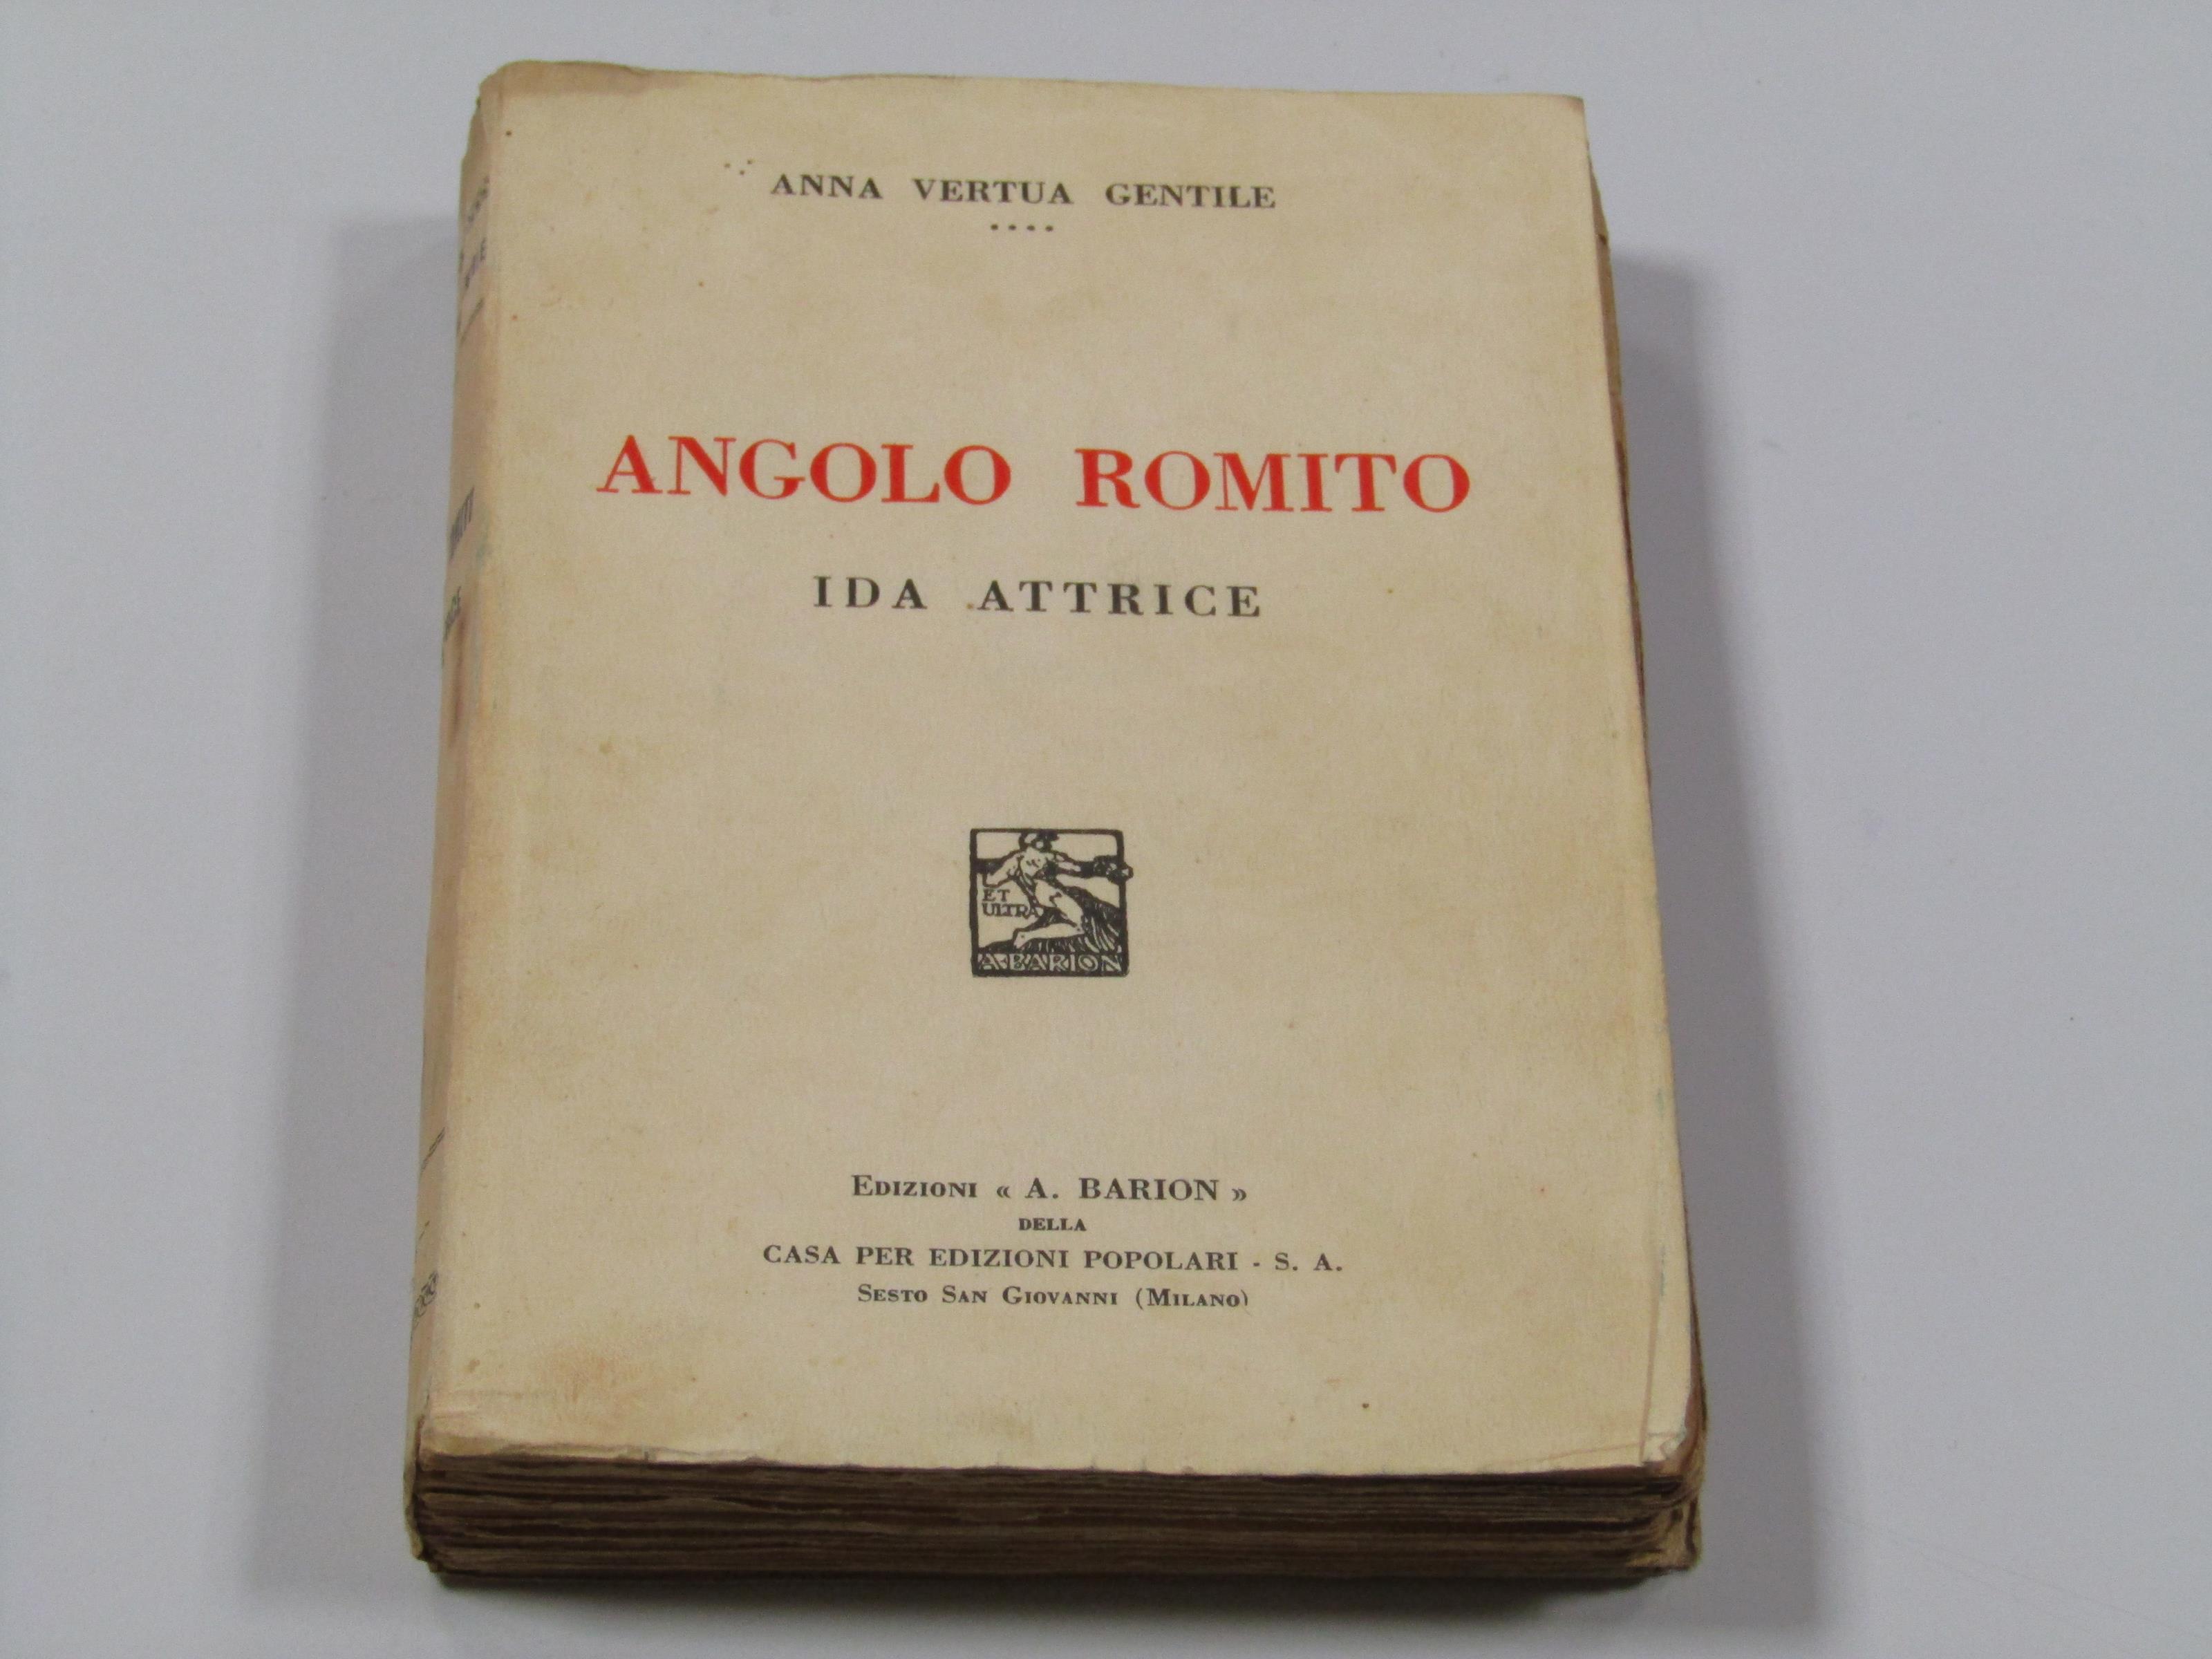 ANNA VERTUA GENTILE
ANGOLO ROMITO
IDA ATTRICE
ET
ULTRA
A·BARION
EDIZIONI « A. BARION »
DELLA
CASA PER EDIZIONI POPOLARI - S. A.
SESTO SAN GIOVANNI (MILANO)